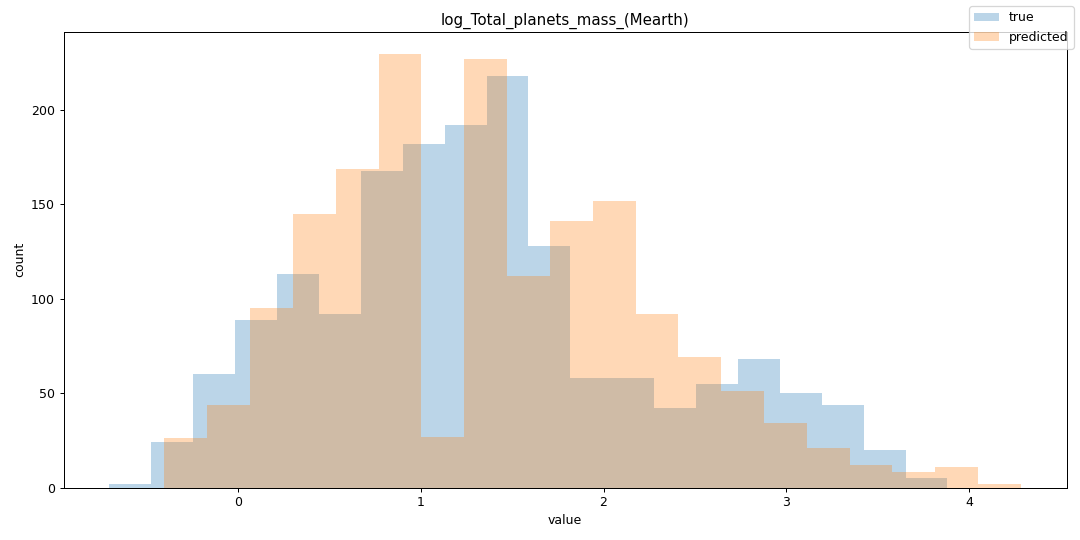 log_Total_planets_mass_(Mearth)
true
predicted
200
150
100
50
0
count
0 1 2 3 4
value